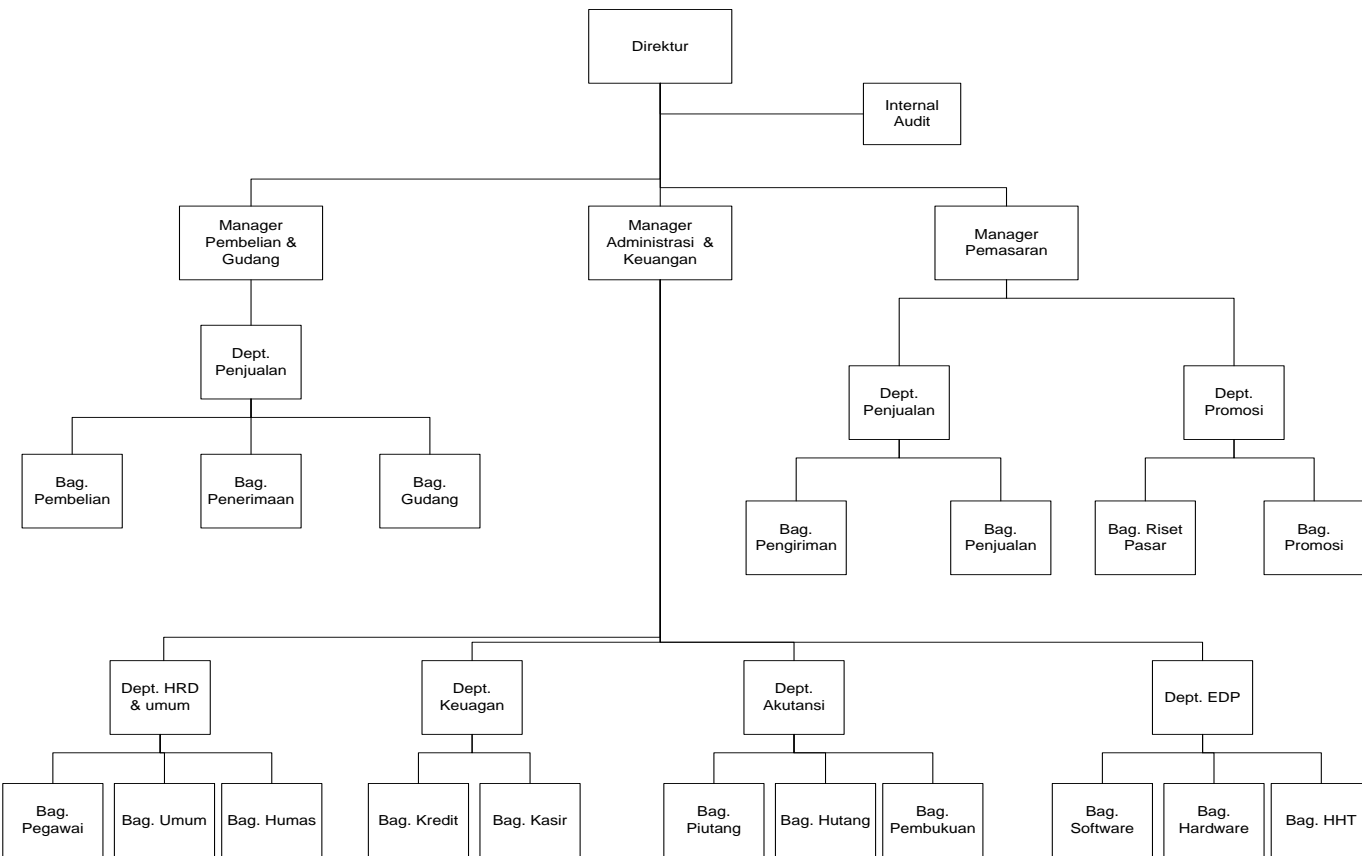 Direktur
Internal
Audit
Manager
Pembelian &
Gudang
Manager
Administrasi &
Keuangan
Manager
Pemasaran
Dept.
Penjualan
Dept.
Penjualan
Dept.
Promosi
Bag.
Pembelian
Bag.
Penerimaan
Bag.
Gudang
Bag.
Pengiriman
Bag.
Penjualan
Bag. Riset
Pasar
Bag.
Promosi
Dept. HRD
& umum
Dept.
Keuagan
Dept.
Akutansi
Dept. EDP
Bag.
Pegawai
Bag. Umum
Bag. Humas
Bag. Kredit
Bag. Kasir
Bag.
Piutang
Bag. Hutang
Bag.
Pembukuan
Bag.
Software
Bag.
Hardware
Bag. HHT